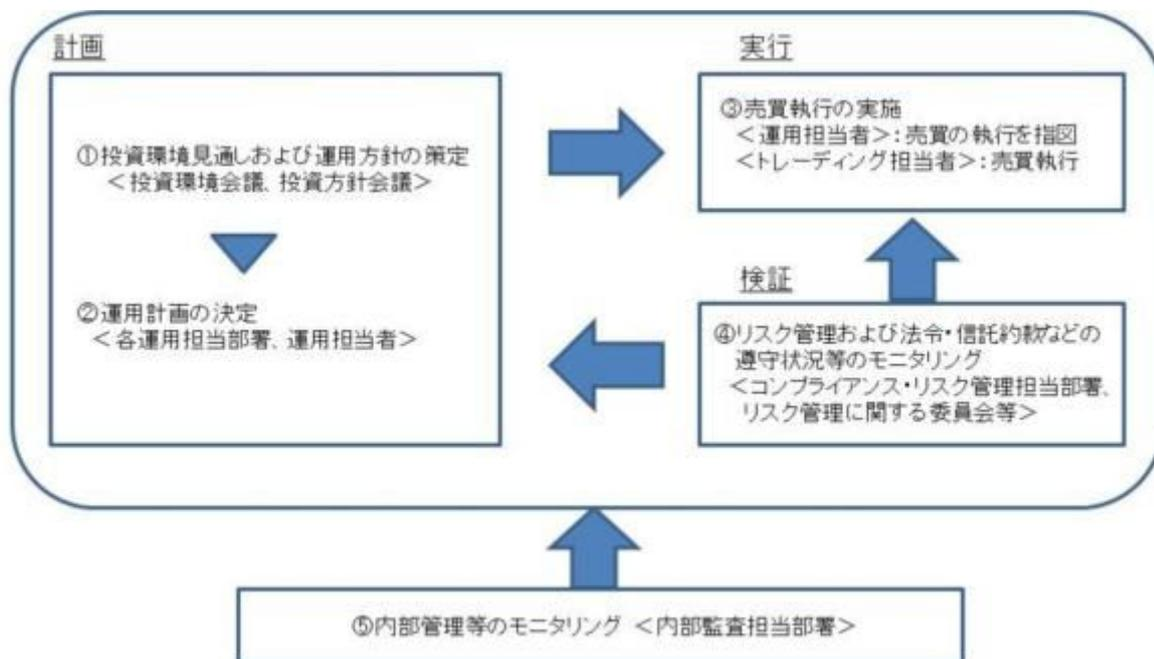 計画
①投資環境見通しおよび運用方針の策定
＜投資環境会議、投資方針会議＞
②運用計画の決定
＜各運用担当部署、運用担当者＞
実行
③売買執行の実施
＜運用担当者＞：売買の執行を指図
＜トレーディング担当者＞：売買執行
検証
④リスク管理および法令・信託約款などの
遵守状況等のモニタリング
＜コンプライアンス・リスク管理担当部署、
リスク管理に関する委員会等＞
⑤内部管理等のモニタリング ＜内部監査担当部署＞